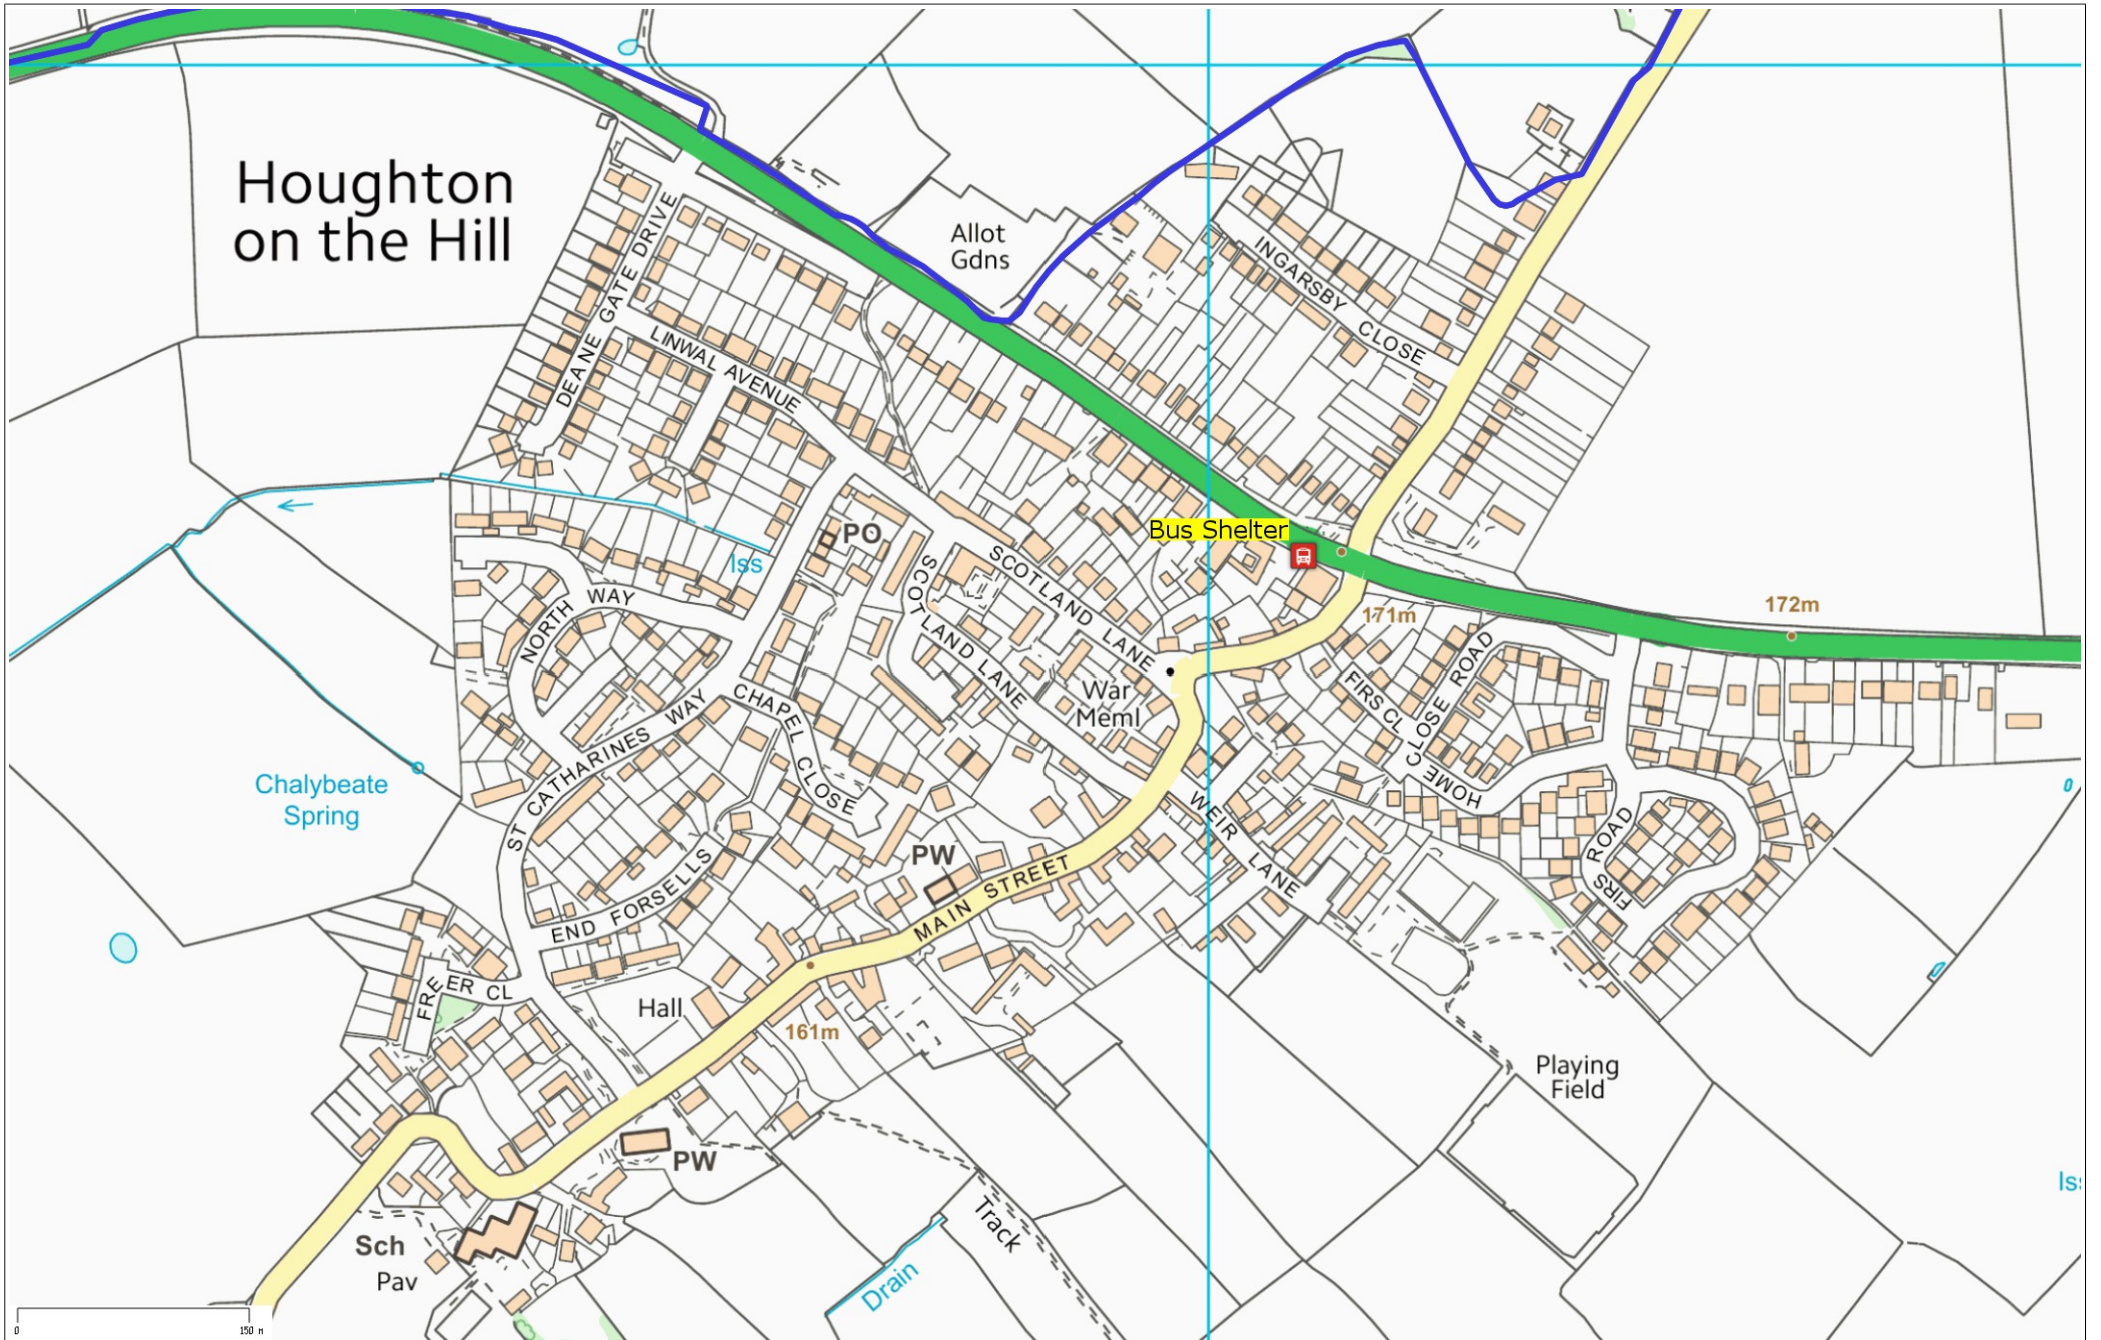 Houghton
on the Hill
Allot
Gdns
DEANE GATE DRIVE
LINWAL AVENUE
INGARSBY CLOSE
Bus Shelter
PO
Iss
SCOTLAND LANE
SCOTLAND LANE
171m
172m
NORTH WAY
War
Meml
FIRS CL
HOME CLOSE ROAD
CHAPEL CLOSE
ST CATHARINES WAY
Chalybeate
Spring
WEIR LANE
FIRS ROAD
PW
MAIN STREET
END FORSELLS
FREER CL
Hall
161m
Playing
Field
PW
Sch
Pav
Track
Drain
Iss
0
150 M